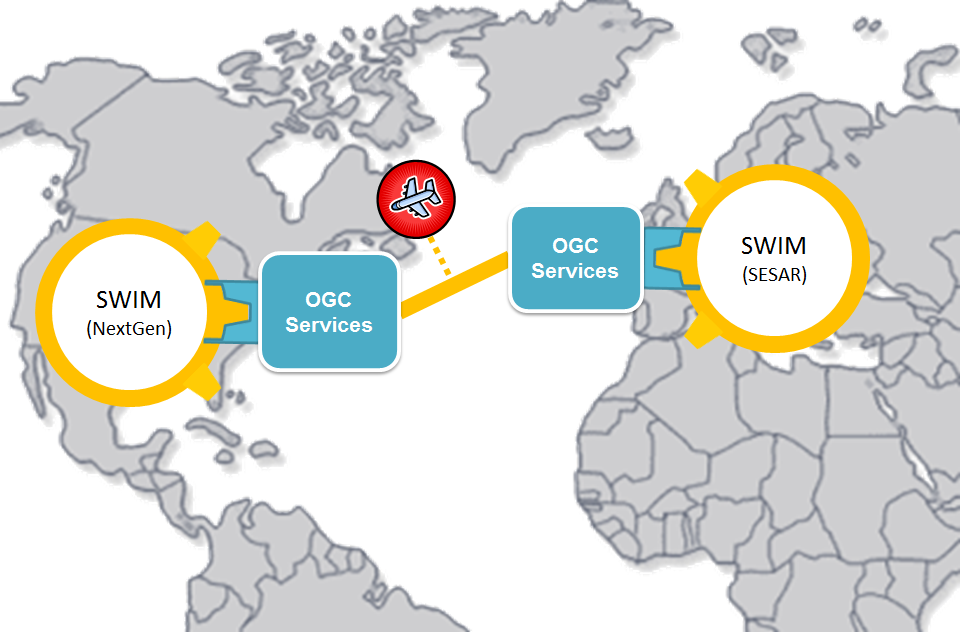 SWIM
(NextGen)
OGC
Services
OGC
Services
SWIM
(SESAR)